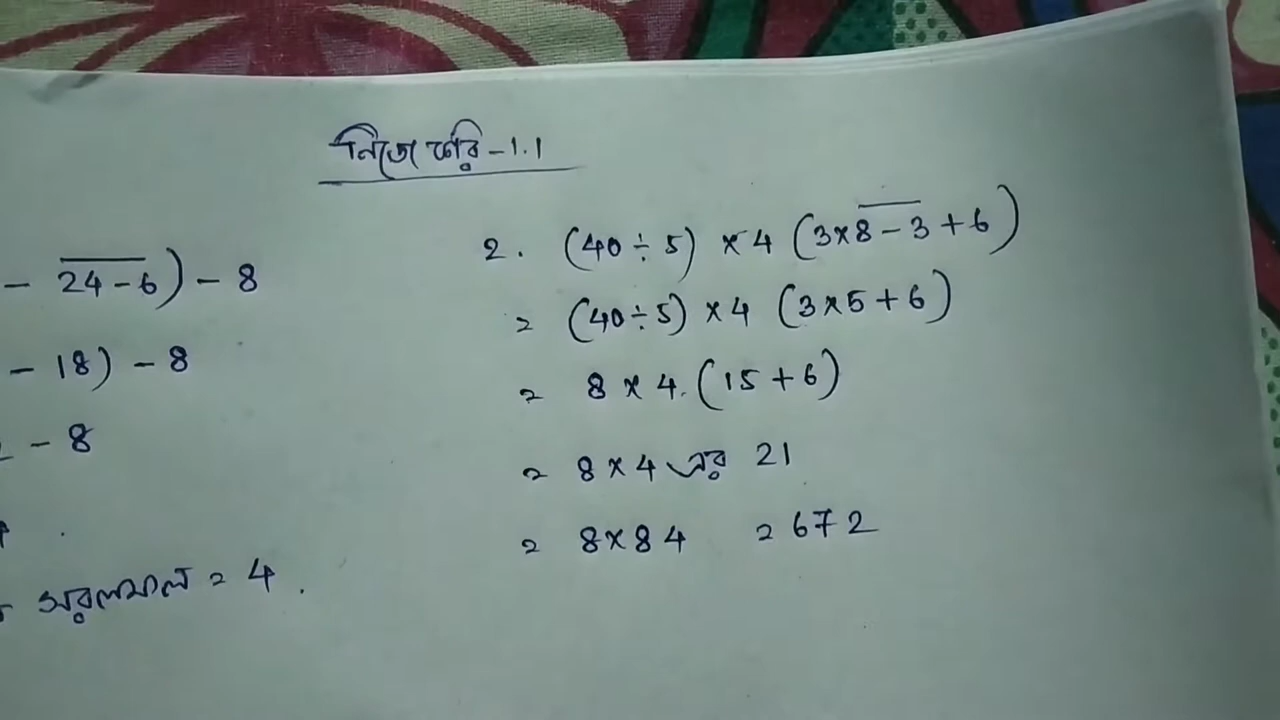 নিজে করি – 1.1
– 24 – 6) – 8
– 18) – 8
– 8
সরলমান = 4.
2. (40 ÷ 5) × 4 (3 × 8 – 3 + 6)
= (40 ÷ 5) × 4 (3 × 5 + 6)
= 8 × 4. (15 + 6)
= 8 × 4 এর 21
= 8 × 84 = 672